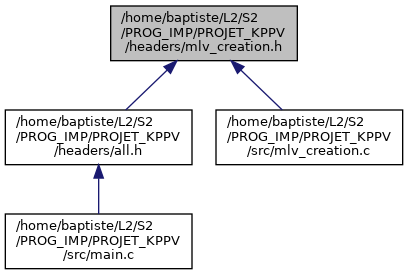 /home/baptiste/L2/S2
/PROG_IMP/PROJET_KPPV
/headers/mlv_creation.h
/home/baptiste/L2/S2
/PROG_IMP/PROJET_KPPV
/headers/all.h
/home/baptiste/L2/S2
/PROG_IMP/PROJET_KPPV
/src/mlv_creation.c
/home/baptiste/L2/S2
/PROG_IMP/PROJET_KPPV
/src/main.c